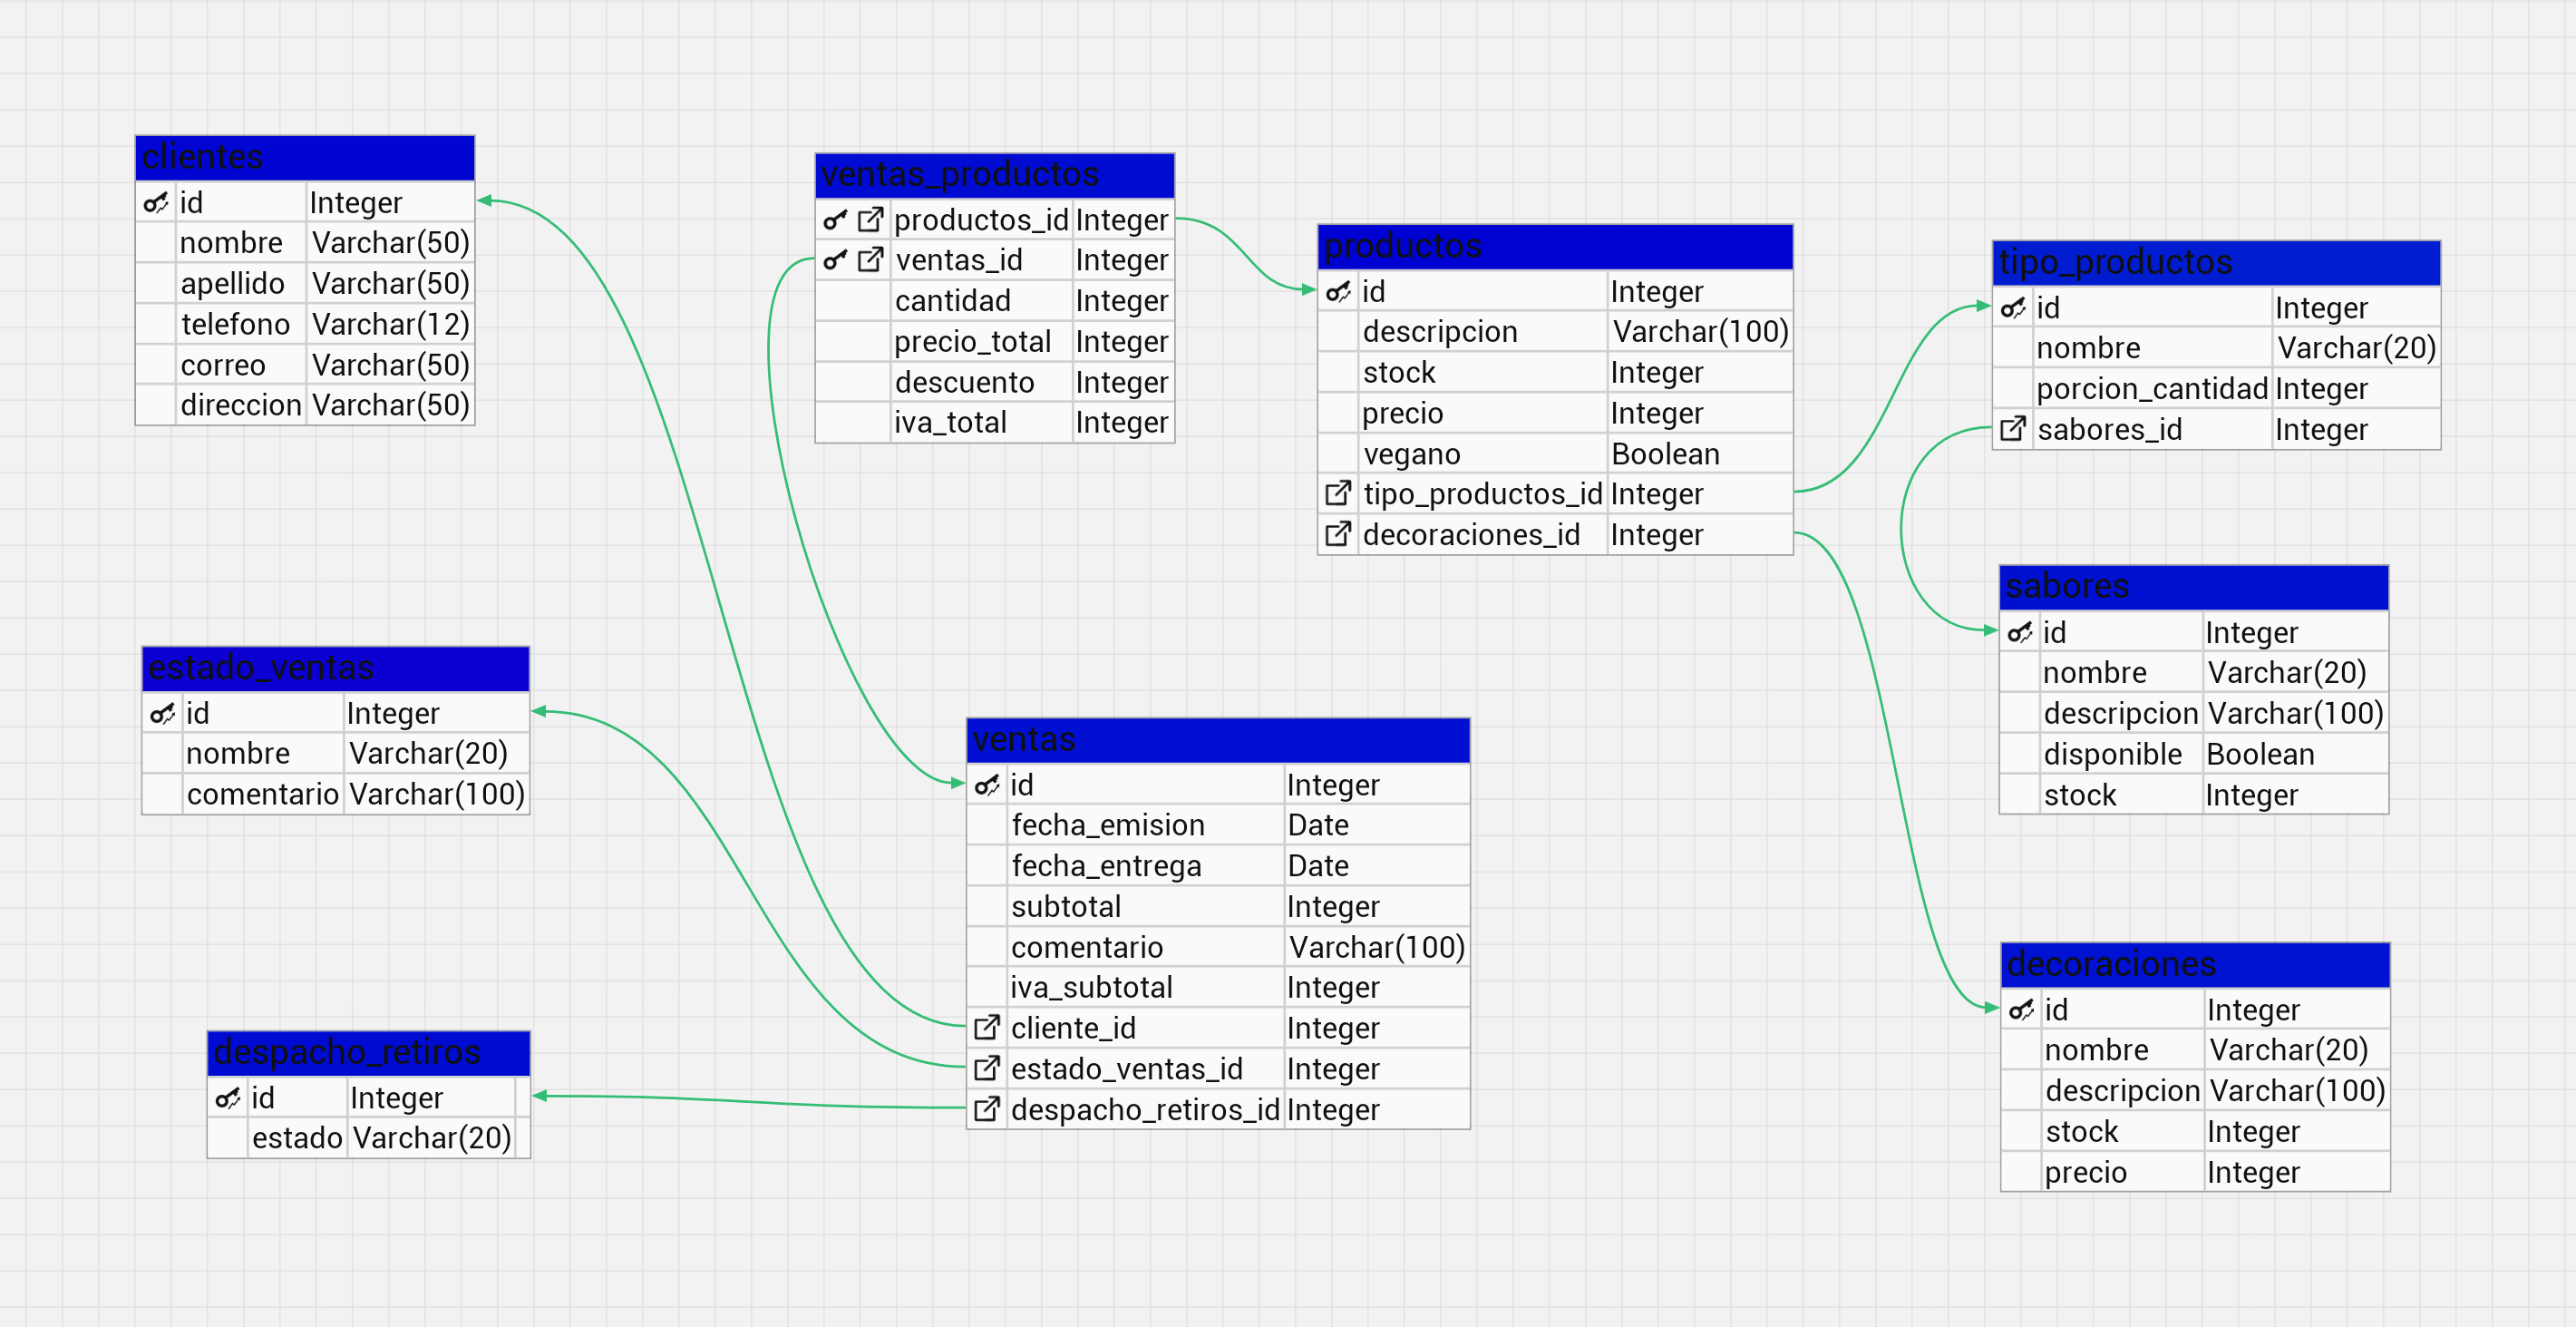 clientes
id Integer
nombre Varchar(50)
apellido Varchar(50)
telefono Varchar(12)
correo Varchar(50)
direccion Varchar(50)
ventas_productos
productos_id Integer
ventas_id Integer
cantidad Integer
precio_total Integer
descuento Integer
iva_total Integer
productos
id Integer
descripcion Varchar(100)
stock Integer
precio Integer
vegano Boolean
tipo_productos_id Integer
decoraciones_id Integer
tipo_productos
id Integer
nombre Varchar(20)
porcion_cantidad Integer
sabores_id Integer
sabores
id Integer
nombre Varchar(20)
descripcion Varchar(100)
disponible Boolean
stock Integer
estado_ventas
id Integer
nombre Varchar(20)
comentario Varchar(100)
ventas
id Integer
fecha_emision Date
fecha_entrega Date
subtotal Integer
comentario Varchar(100)
iva_subtotal Integer
cliente_id Integer
estado_ventas_id Integer
despacho_retiros_id Integer
despacho_retiros
id Integer
estado Varchar(20)
decoraciones
id Integer
nombre Varchar(20)
descripcion Varchar(100)
stock Integer
precio Integer